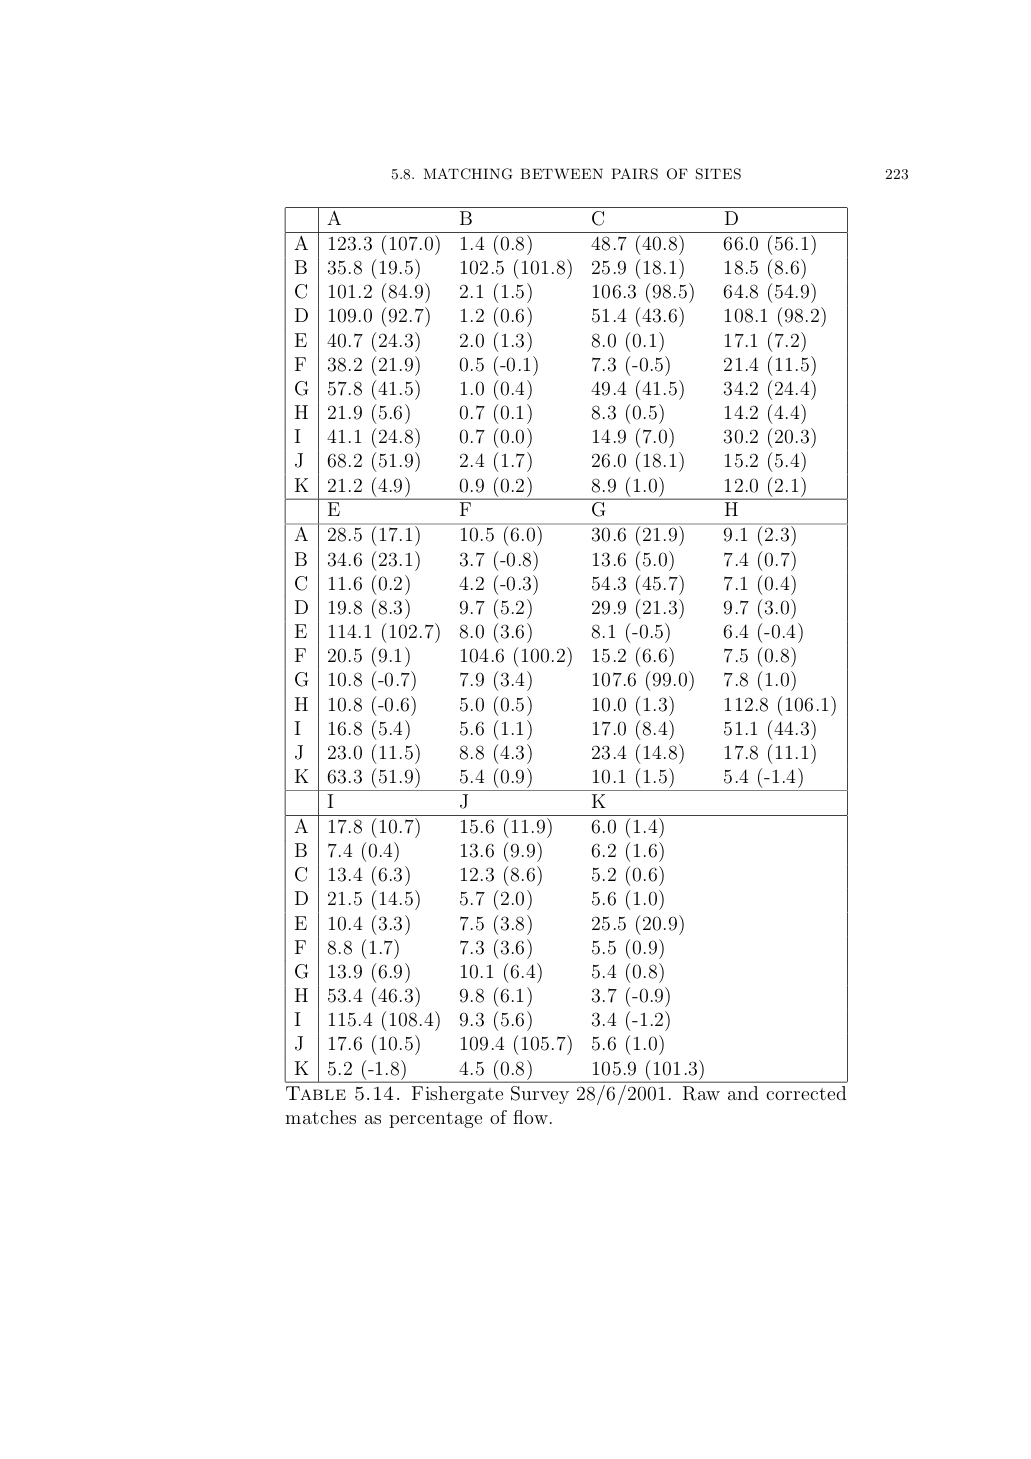 5.8. MATCHING BETWEEN PAIRS OF SITES 223
A B C D
A 123.3 (107.0) 1.4 (0.8) 48.7 (40.8) 66.0 (56.1)
B 35.8 (19.5) 102.5 (101.8) 25.9 (18.1) 18.5 (8.6)
C 101.2 (84.9) 2.1 (1.5) 106.3 (98.5) 64.8 (54.9)
D 109.0 (92.7) 1.2 (0.6) 51.4 (43.6) 108.1 (98.2)
E 40.7 (24.3) 2.0 (1.3) 8.0 (0.1) 17.1 (7.2)
F 38.2 (21.9) 0.5 (-0.1) 7.3 (-0.5) 21.4 (11.5)
G 57.8 (41.5) 1.0 (0.4) 49.4 (41.5) 34.2 (24.4)
H 21.9 (5.6) 0.7 (0.1) 8.3 (0.5) 14.2 (4.4)
I 41.1 (24.8) 0.7 (0.0) 14.9 (7.0) 30.2 (20.3)
J 68.2 (51.9) 2.4 (1.7) 26.0 (18.1) 15.2 (5.4)
K 21.2 (4.9) 0.9 (0.2) 8.9 (1.0) 12.0 (2.1)
E F G H
A 28.5 (17.1) 10.5 (6.0) 30.6 (21.9) 9.1 (2.3)
B 34.6 (23.1) 3.7 (-0.8) 13.6 (5.0) 7.4 (0.7)
C 11.6 (0.2) 4.2 (-0.3) 54.3 (45.7) 7.1 (0.4)
D 19.8 (8.3) 9.7 (5.2) 29.9 (21.3) 9.7 (3.0)
E 114.1 (102.7) 8.0 (3.6) 8.1 (-0.5) 6.4 (-0.4)
F 20.5 (9.1) 104.6 (100.2) 15.2 (6.6) 7.5 (0.8)
G 10.8 (-0.7) 7.9 (3.4) 107.6 (99.0) 7.8 (1.0)
H 10.8 (-0.6) 5.0 (0.5) 10.0 (1.3) 112.8 (106.1)
I 16.8 (5.4) 5.6 (1.1) 17.0 (8.4) 51.1 (44.3)
J 23.0 (11.5) 8.8 (4.3) 23.4 (14.8) 17.8 (11.1)
K 63.3 (51.9) 5.4 (0.9) 10.1 (1.5) 5.4 (-1.4)
I J K
A 17.8 (10.7) 15.6 (11.9) 6.0 (1.4)
B 7.4 (0.4) 13.6 (9.9) 6.2 (1.6)
C 13.4 (6.3) 12.3 (8.6) 5.2 (0.6)
D 21.5 (14.5) 5.7 (2.0) 5.6 (1.0)
E 10.4 (3.3) 7.5 (3.8) 25.5 (20.9)
F 8.8 (1.7) 7.3 (3.6) 5.5 (0.9)
G 13.9 (6.9) 10.1 (6.4) 5.4 (0.8)
H 53.4 (46.3) 9.8 (6.1) 3.7 (-0.9)
I 115.4 (108.4) 9.3 (5.6) 3.4 (-1.2)
J 17.6 (10.5) 109.4 (105.7) 5.6 (1.0)
K 5.2 (-1.8) 4.5 (0.8) 105.9 (101.3)
TABLE 5.14. Fishergate Survey 28/6/2001. Raw and corrected
matches as percentage of flow.